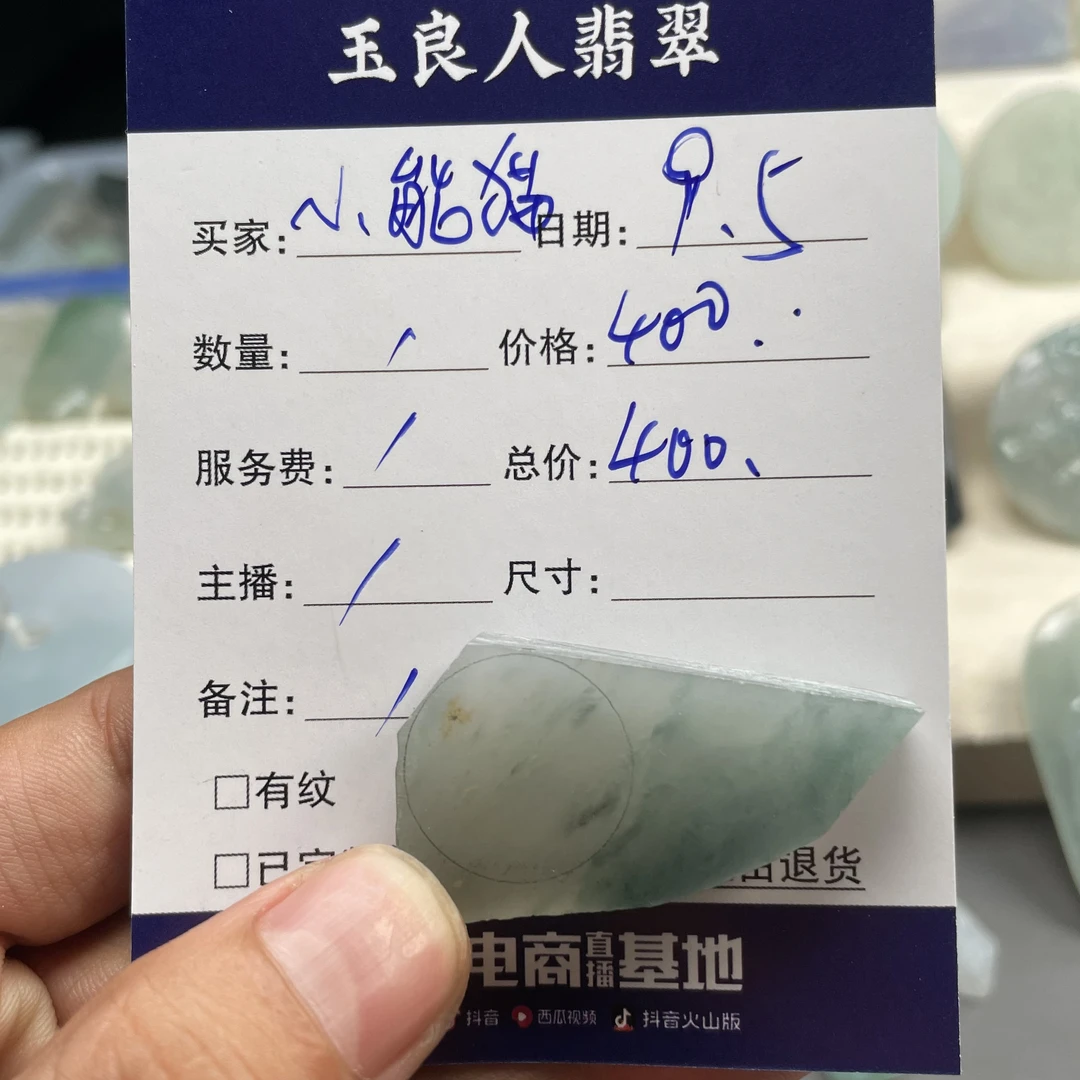 玉良人翡翠
买家: 小熊猫 日期: 9.5
数量: / 价格: 400.
服务费: / 总价: 400.
主播: / 尺寸:
备注: /
□有纹
□已 退货
电商直播基地
抖音 西瓜视频 抖音火山版